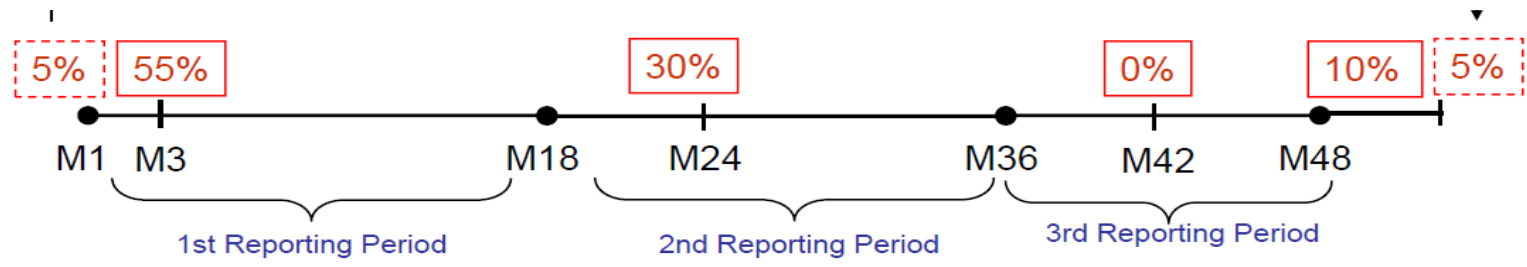 5% 55% 30% 0% 10% 5%
M1 M3 M18 M24 M36 M42 M48
1st Reporting Period 2nd Reporting Period 3rd Reporting Period